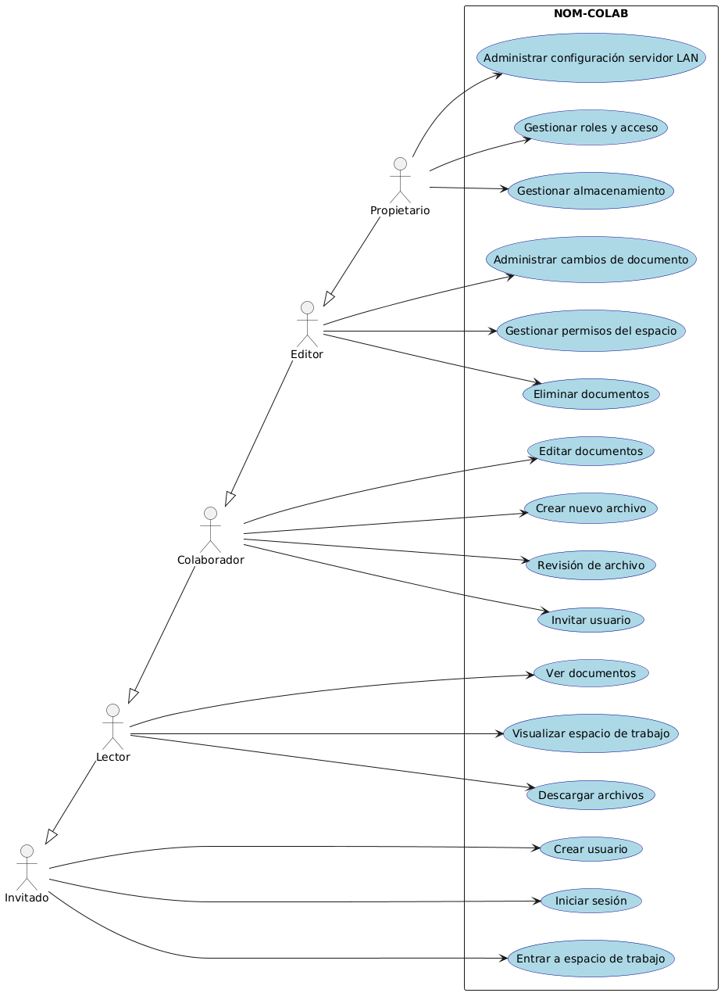 NOM-COLAB
Administrar configuración servidor LAN
Gestionar roles y acceso
Gestionar almacenamiento
Propietario
Administrar cambios de documento
Gestionar permisos del espacio
Editor
Eliminar documentos
Editar documentos
Crear nuevo archivo
Colaborador
Revisión de archivo
Invitar usuario
Ver documentos
Visualizar espacio de trabajo
Lector
Descargar archivos
Crear usuario
Invitado
Iniciar sesión
Entrar a espacio de trabajo